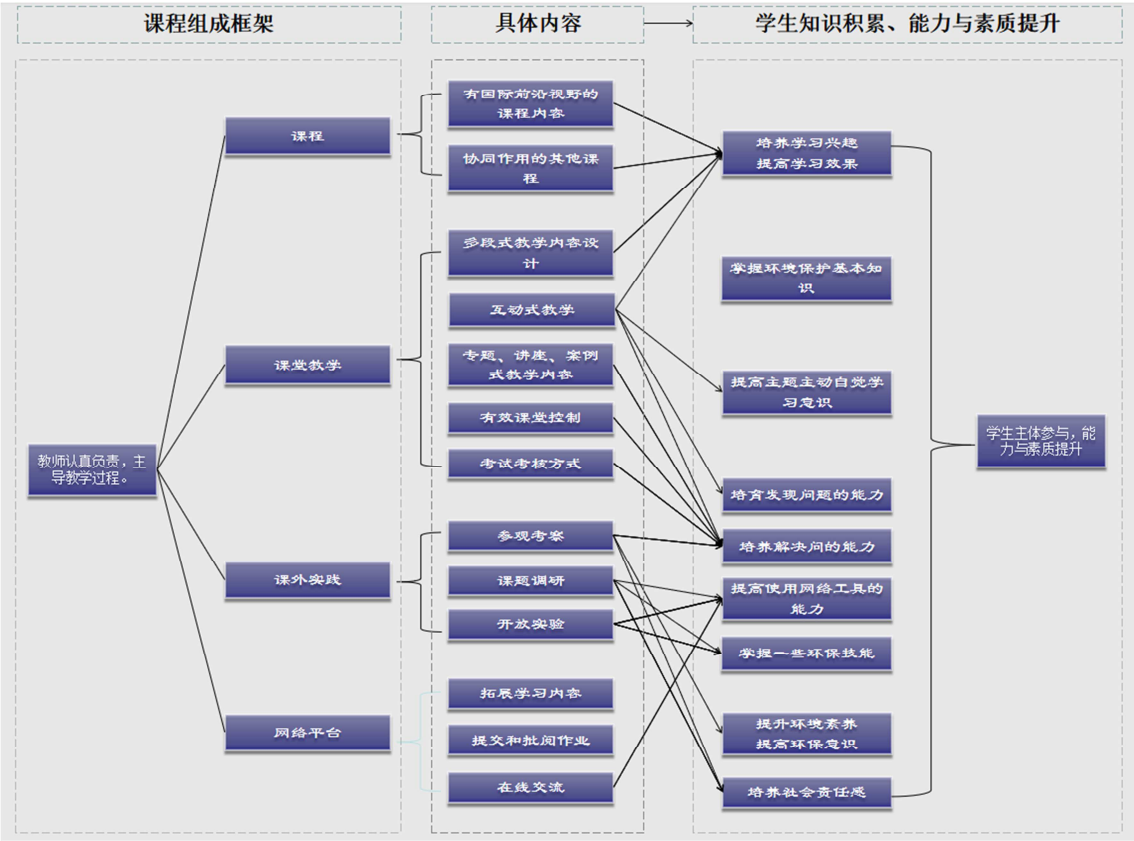 课程组成框架
具体内容
学生知识积累、能力与素质提升
教师认真负责，主
导教学过程。
课程
课堂教学
课外实践
网络平台
有国际前沿视野的
课程内容
协同作用的其他课
程
多段式教学内容设
计
互动式教学
专题、讲座、案例
式教学内容
有效课堂控制
考试考核方式
参观考察
课题调研
开放实验
拓展学习内容
提交和批阅作业
在线交流
培养学习兴趣
提高学习效果
掌握环境保护基本知
识
提高主题主动自觉学
习意识
培育发现问题的能力
培养解决问的能力
提高使用网络工具的
能力
掌握一些环保技能
提升环境素养
提高环保意识
培养社会责任感
学生主体参与，能
力与素质提升